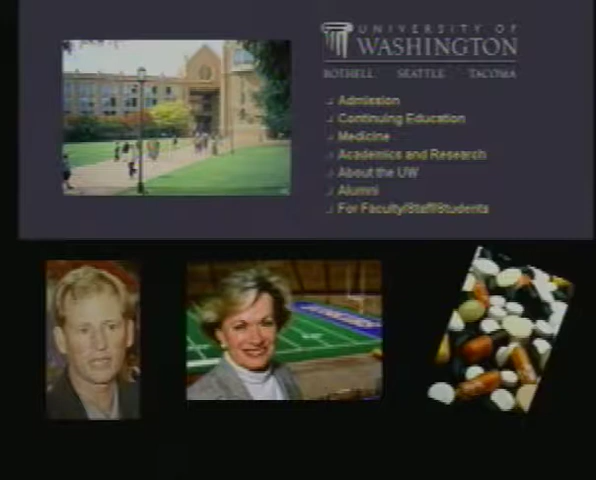 UNIVERSITY OF
WASHINGTON
BOTHELL SEATTLE TACOMA
Admission
Continuing Education
Medicine
Academics and Research
About the UW
Alumni
For Faculty/Staff/Students